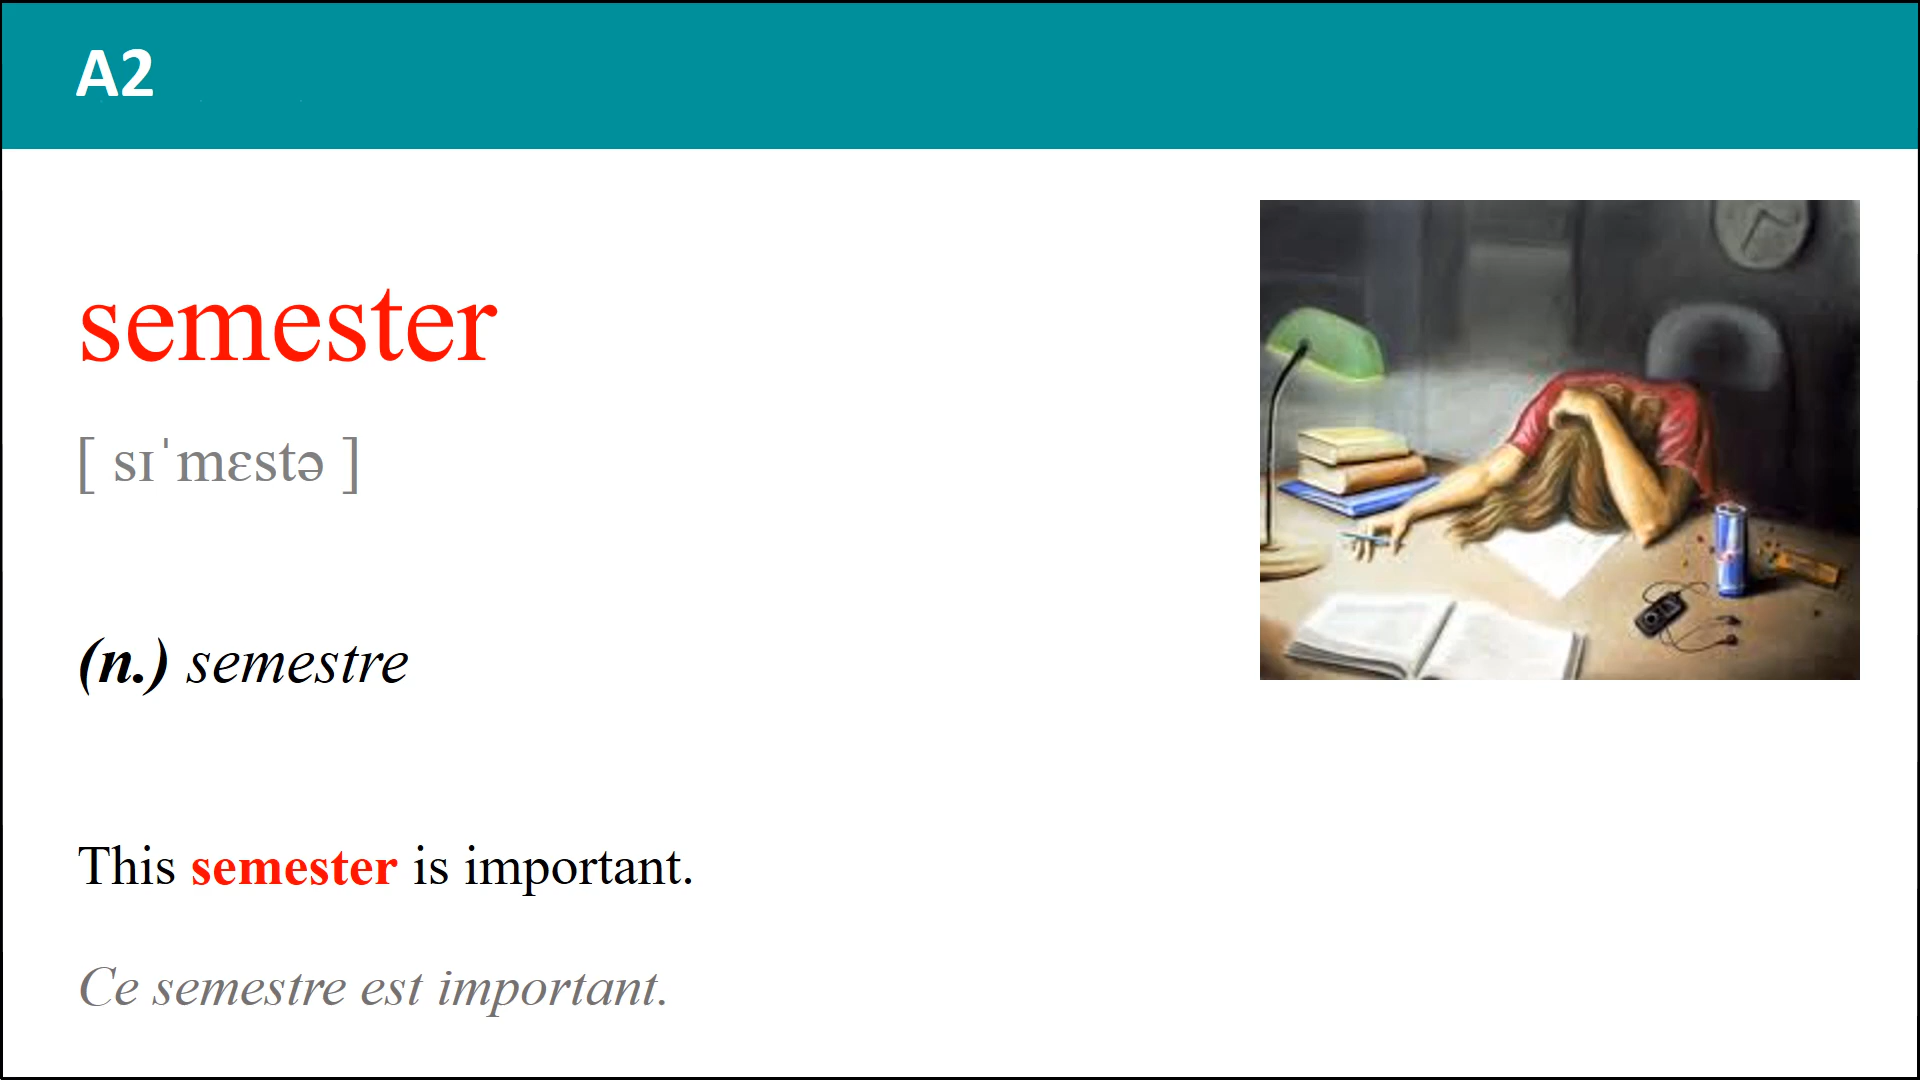 A2
semester
[ sɪˈmɛstə ]
(n.) semestre
This semester is important.
Ce semestre est important.